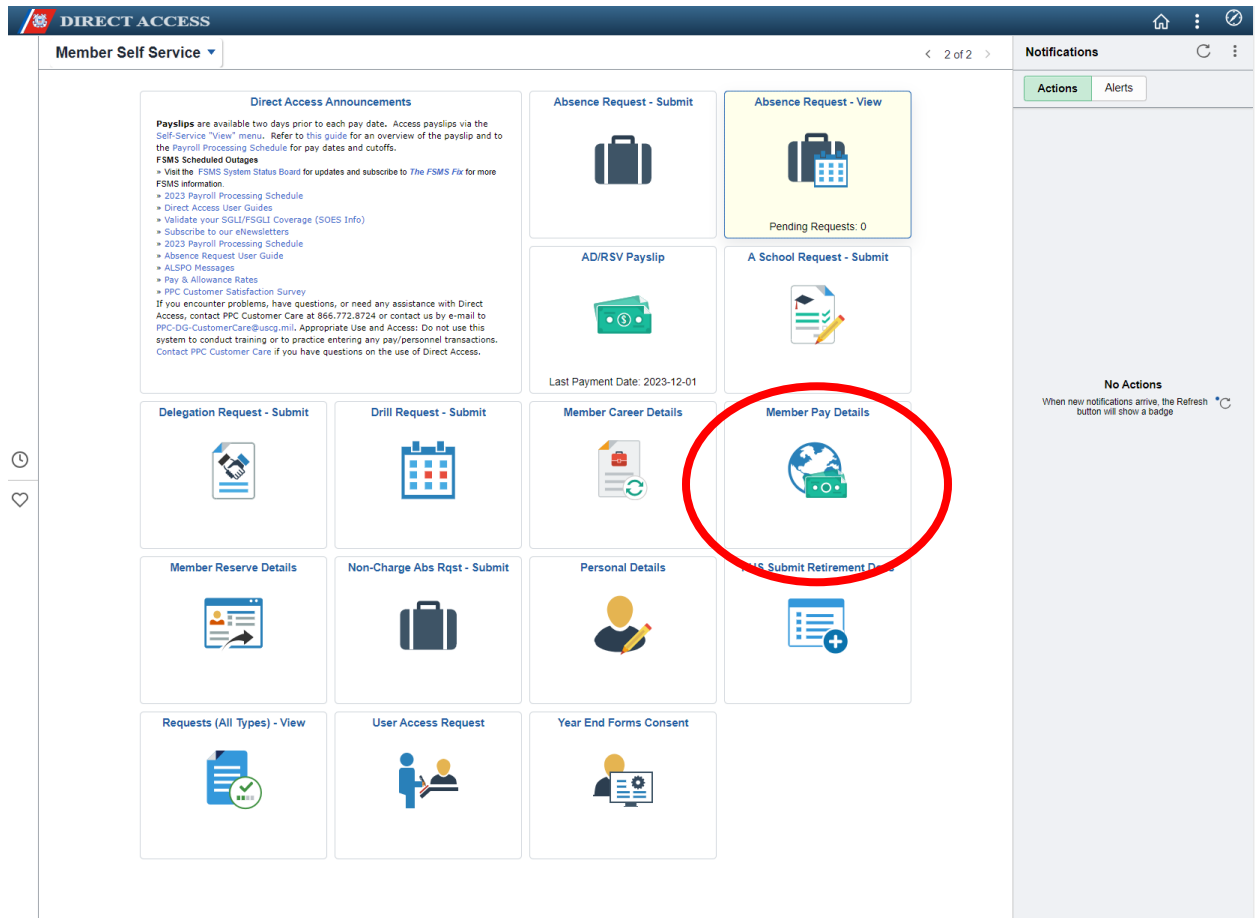 DIRECT ACCESS
Member Self Service
2 of 2
Notifications
Actions
Alerts
Direct Access Announcements
Payslips are available two days prior to each pay date. Access payslips via the
Self-Service "View" menu. Refer to this guide for an overview of the payslip and to
the Payroll Processing Schedule for pay dates and cutoffs.
FSMS Scheduled Outages
» Visit the FSMS System Status Board for updates and subscribe to The FSMS Fix for more
FSMS information.
» 2023 Payroll Processing Schedule
» Direct Access User Guides
» Validate your SGLI/FSGLI Coverage (SOES Info)
» Subscribe to our eNewsletters
» 2023 Payroll Processing Schedule
» Absence Request User Guide
» ALSPO Messages
» Pay & Allowance Rates
» PPC Customer Satisfaction Survey
If you encounter problems, have questions, or need any assistance with Direct
Access, contact PPC Customer Care at 866.772.8724 or contact us by e-mail to
PPC-DG-CustomerCare@uscg.mil. Appropriate Use and Access: Do not use this
system to conduct training or to practice entering any pay/personnel transactions.
Contact PPC Customer Care if you have questions on the use of Direct Access.
Absence Request - Submit
Absence Request - View
Pending Requests: 0
AD/RSV Payslip
Last Payment Date: 2023-12-01
A School Request - Submit
No Actions
When new notifications arrive, the Refresh
button will show a badge
Delegation Request - Submit
Drill Request - Submit
Member Career Details
Member Pay Details
Member Reserve Details
Non-Charge Abs Rqst - Submit
Personal Details
Submit Retirement
Requests (All Types) - View
User Access Request
Year End Forms Consent